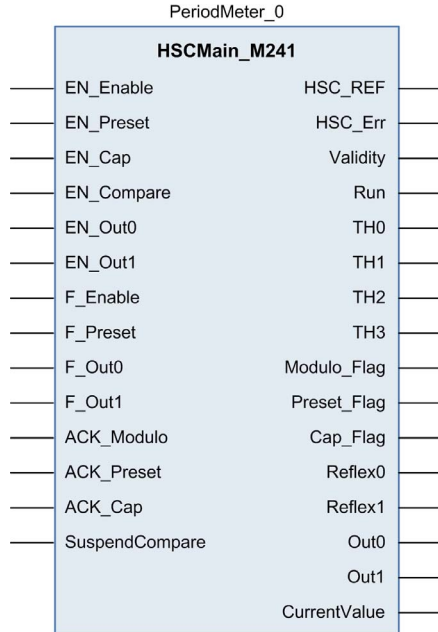 PeriodMeter_0
HSCMain_M241
EN_Enable HSC_REF
EN_Preset HSC_Err
EN_Cap Validity
EN_Compare Run
EN_Out0 TH0
EN_Out1 TH1
F_Enable TH2
F_Preset TH3
F_Out0 Modulo_Flag
F_Out1 Preset_Flag
ACK_Modulo Cap_Flag
ACK_Preset Reflex0
ACK_Cap Reflex1
SuspendCompare Out0
Out1
CurrentValue